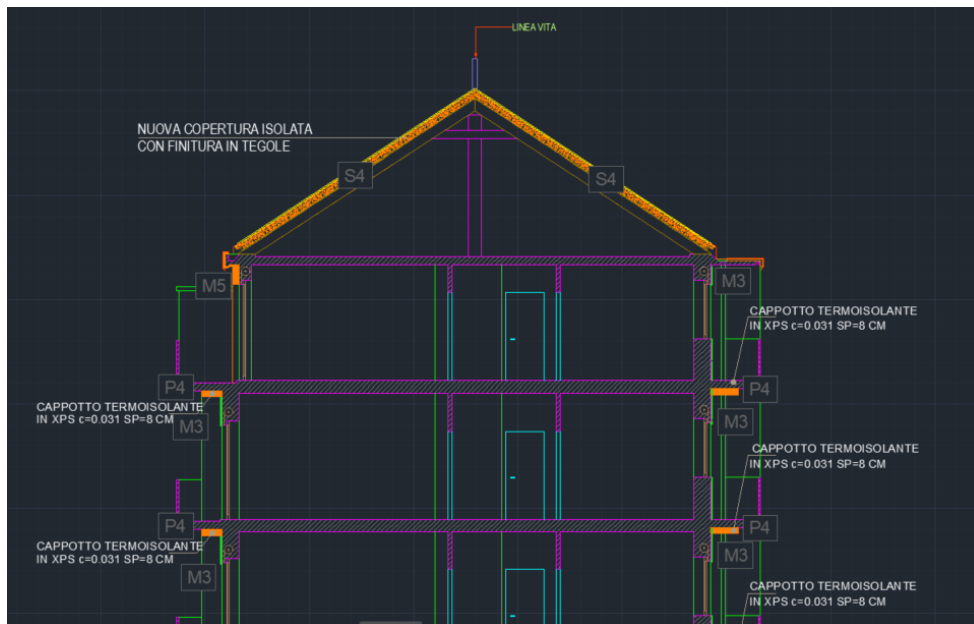 LINEA VITA
NUOVA COPERTURA ISOLATA
CON FINITURA IN TEGOLE
S4
S4
M5
M3
CAPPOTTO TERMOISOLANTE
IN XPS c=0.031 SP=8 CM
P4
P4
CAPPOTTO TERMOISOLANTE
IN XPS c=0.031 SP=8 CM
M3
M3
CAPPOTTO TERMOISOLANTE
IN XPS c=0.031 SP=8 CM
P4
P4
CAPPOTTO TERMOISOLANTE
IN XPS c=0.031 SP=8 CM
M3
M3
CAPPOTTO TERMOISOLANTE
IN XPS c=0.031 SP=8 CM